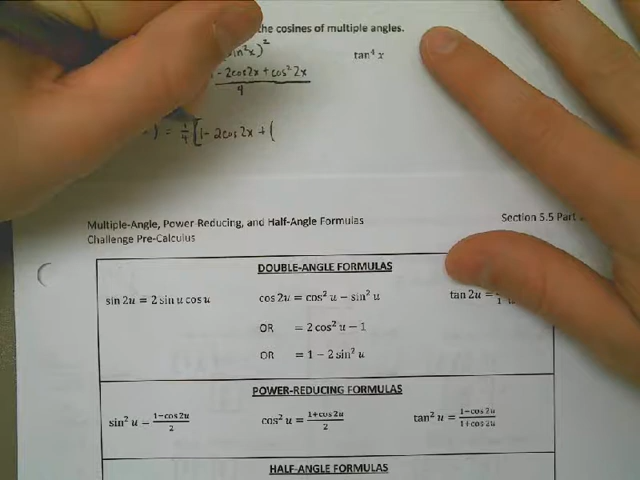 the cosines of multiple angles.
in²x)²
tan⁴ x
- 2cos2x + cos² 2x
4
) = 1/4 [1 - 2cos 2x + (
Multiple-Angle, Power-Reducing, and Half-Angle Formulas
Section 5.5 Part
Challenge Pre-Calculus
DOUBLE-ANGLE FORMULAS
sin 2u = 2 sin u cos u
cos 2u = cos² u − sin² u
tan 2u =
OR = 2 cos² u − 1
OR = 1 − 2 sin² u
POWER-REDUCING FORMULAS
sin² u = (1−cos 2u)/2
cos² u = (1+cos 2u)/2
tan² u = (1−cos 2u)/(1+cos 2u)
HALF-ANGLE FORMULAS